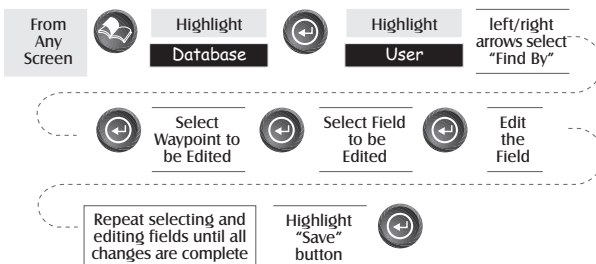 From
Any
Screen
Highlight
Database
Highlight
User
left/right
arrows select
“Find By”
Select
Waypoint to
be Edited
Select Field
to be
Edited
Edit
the
Field
Repeat selecting and
editing fields until all
changes are complete
Highlight
“Save”
button